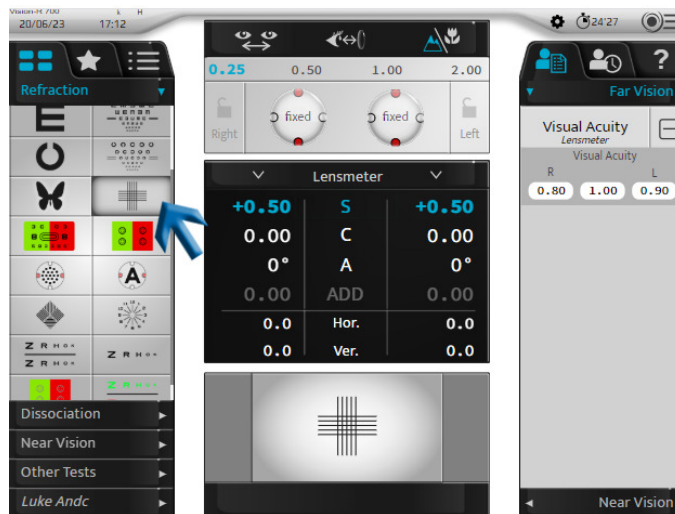 Vision-R 700
20/06/23 17:12
24'27
Refraction
E
A
Z R H O N
Z R H O N
Z R H O N
Z R H O N
Dissociation
Near Vision
Other Tests
Luke Andc
0.25 0.50 1.00 2.00
Right fixed fixed Left
Lensmeter
+0.50 S +0.50
0.00 C 0.00
0° A 0°
0.00 ADD 0.00
0.0 Hor. 0.0
0.0 Ver. 0.0
?
Far Vision
Visual Acuity
Lensmeter
Visual Acuity
R L
0.80 1.00 0.90
Near Vision